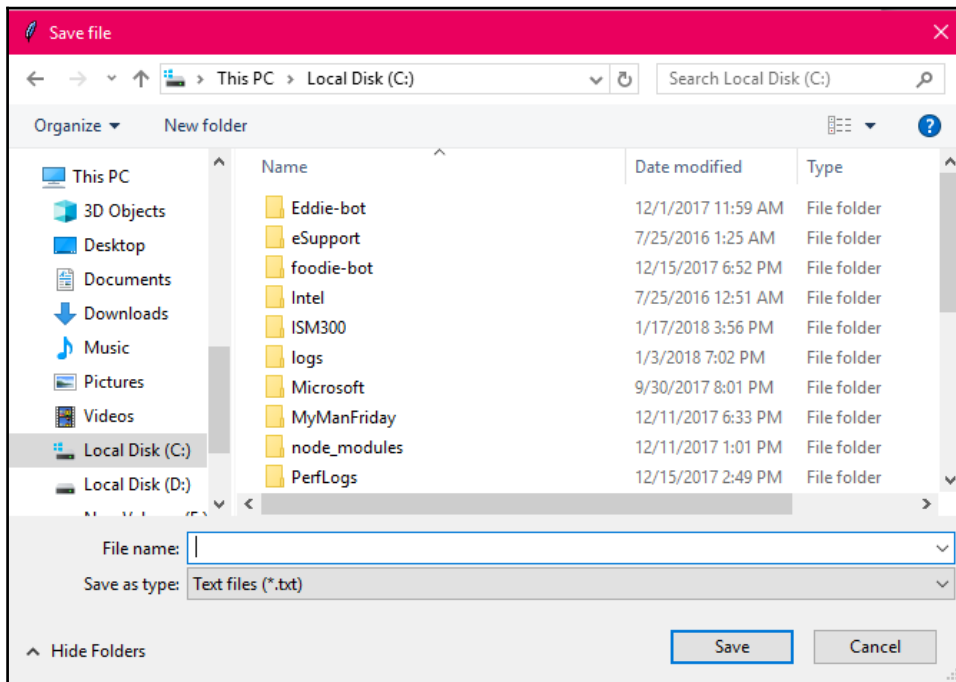 Save file
This PC > Local Disk (C:)
Search Local Disk (C:)
Organize
New folder
?
Name
Date modified
Type
This PC
3D Objects
Desktop
Documents
Downloads
Music
Pictures
Videos
Local Disk (C:)
Local Disk (D:)
Eddie-bot 12/1/2017 11:59 AM File folder
eSupport 7/25/2016 1:25 AM File folder
foodie-bot 12/15/2017 6:52 PM File folder
Intel 7/25/2016 12:51 AM File folder
ISM300 1/17/2018 3:56 PM File folder
logs 1/3/2018 7:02 PM File folder
Microsoft 9/30/2017 8:01 PM File folder
MyManFriday 12/11/2017 6:33 PM File folder
node_modules 12/11/2017 1:01 PM File folder
PerfLogs 12/15/2017 2:49 PM File folder
File name:
Save as type: Text files (*.txt)
Hide Folders
Save
Cancel